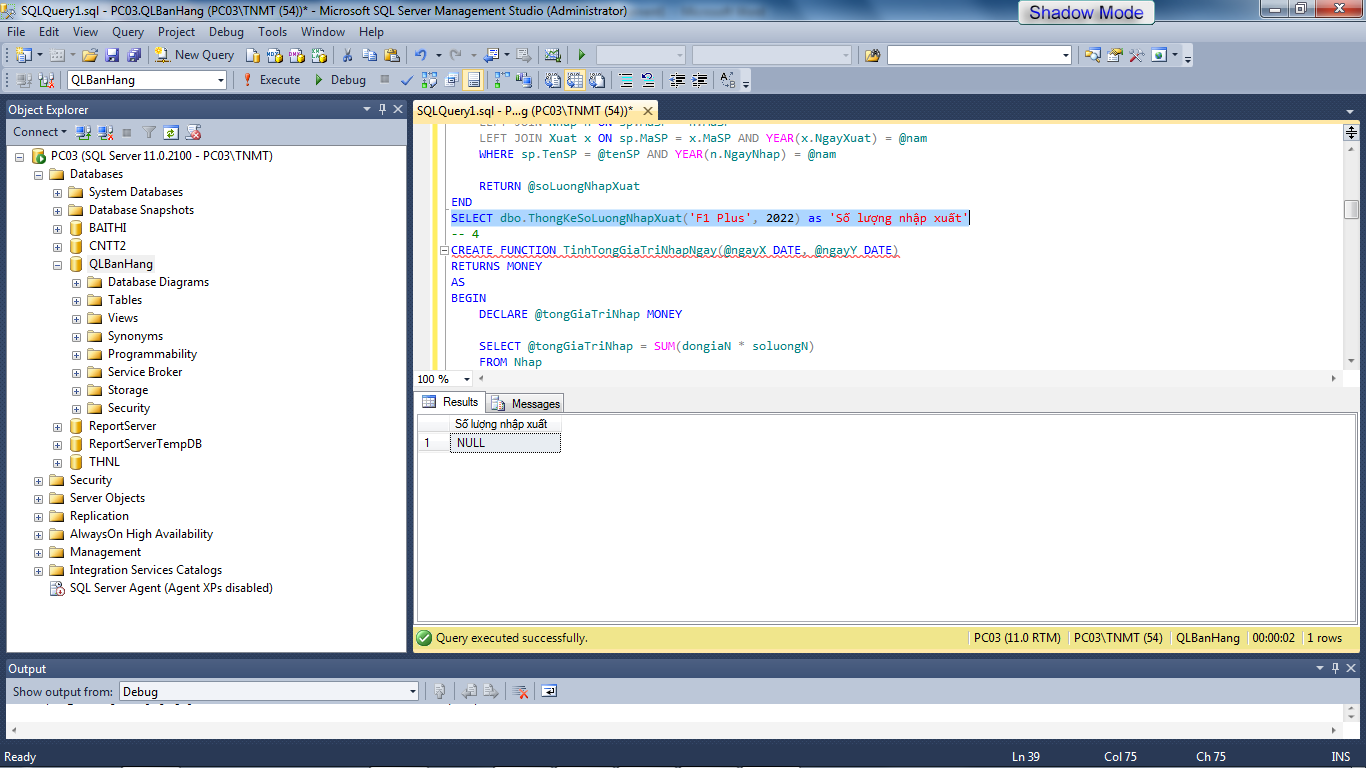 SQLQuery1.sql - PC03.QLBanHang (PC03\TNMT (54))* - Microsoft SQL Server Management Studio (Administrator)
Shadow Mode
File Edit View Query Project Debug Tools Window Help
New Query
QLBanHang Execute Debug
Object Explorer
Connect
PC03 (SQL Server 11.0.2100 - PC03\TNMT)
Databases
System Databases
Database Snapshots
BAITHI
CNTT2
QLBanHang
Database Diagrams
Tables
Views
Synonyms
Programmability
Service Broker
Storage
Security
ReportServer
ReportServerTempDB
THNL
Security
Server Objects
Replication
AlwaysOn High Availability
Management
Integration Services Catalogs
SQL Server Agent (Agent XPs disabled)
SQLQuery1.sql - P...g (PC03\TNMT (54))*
LEFT JOIN Xuat x ON sp.MaSP = x.MaSP AND YEAR(x.NgayXuat) = @nam
WHERE sp.TenSP = @tenSP AND YEAR(n.NgayNhap) = @nam
RETURN @soLuongNhapXuat
END
SELECT dbo.ThongKeSoLuongNhapXuat('F1 Plus', 2022) as 'Số lượng nhập xuất'
-- 4
CREATE FUNCTION TinhTongGiaTriNhapNgay(@ngayX DATE, @ngayY DATE)
RETURNS MONEY
AS
BEGIN
DECLARE @tongGiaTriNhap MONEY
SELECT @tongGiaTriNhap = SUM(dongiaN * soluongN)
FROM Nhap
100 %
Results Messages
Số lượng nhập xuất
1 NULL
Query executed successfully. PC03 (11.0 RTM) PC03\TNMT (54) QLBanHang 00:00:02 1 rows
Output
Show output from: Debug
Ready Ln 39 Col 75 Ch 75 INS